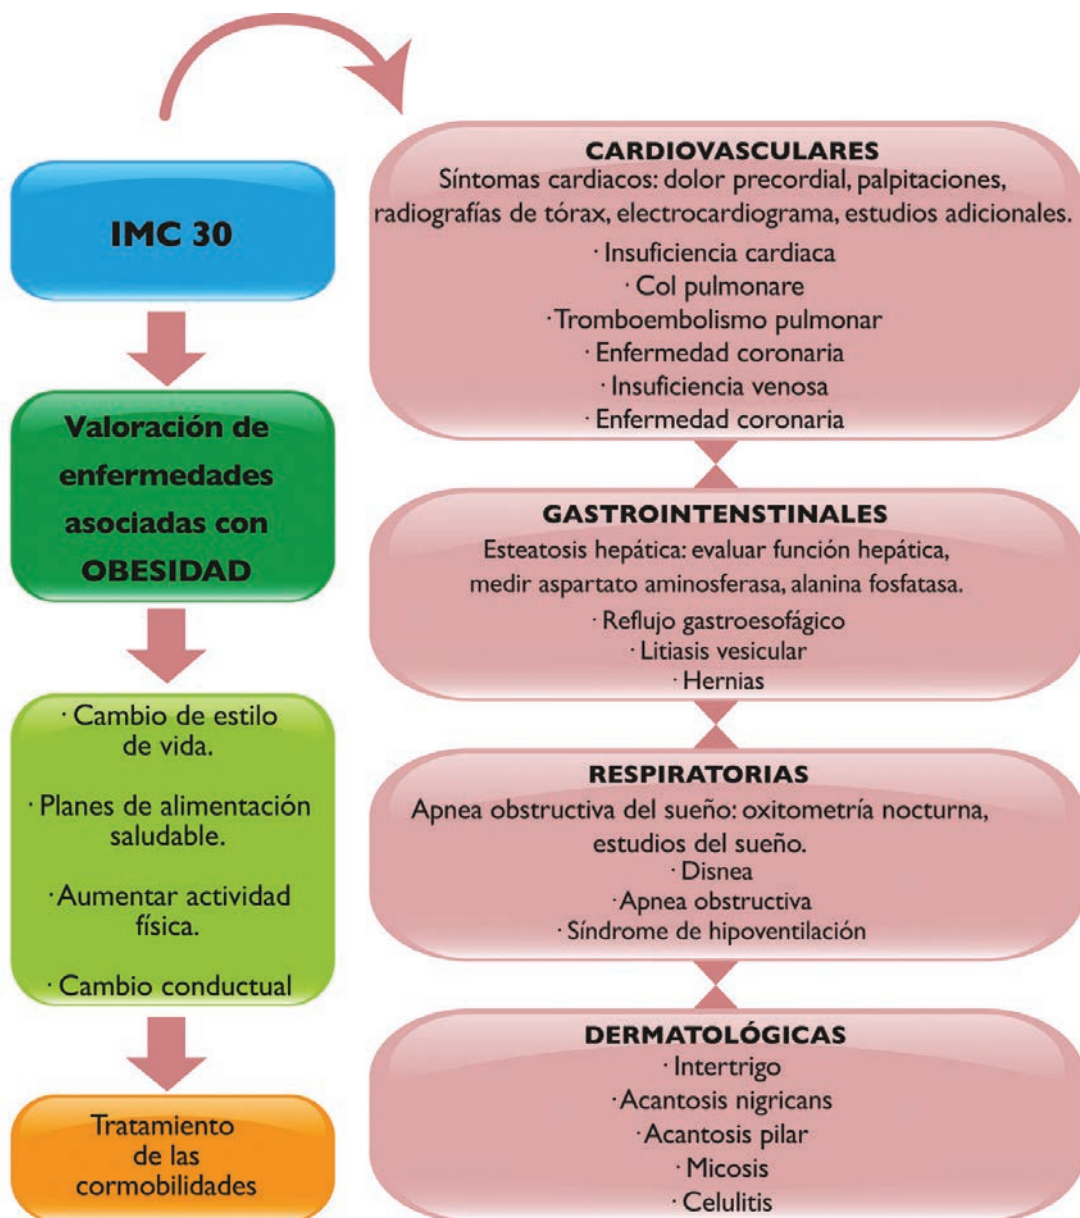 IMC 30
Valoración de
enfermedades
asociadas con
OBESIDAD
· Cambio de estilo
de vida.
· Planes de alimentación
saludable.
· Aumentar actividad
física.
· Cambio conductual
Tratamiento
de las
cormobilidades
CARDIOVASCULARES
Síntomas cardiacos: dolor precordial, palpitaciones,
radiografías de tórax, electrocardiograma, estudios adicionales.
· Insuficiencia cardiaca
· Col pulmonare
· Tromboembolismo pulmonar
· Enfermedad coronaria
· Insuficiencia venosa
· Enfermedad coronaria
GASTROINTENSTINALES
Esteatosis hepática: evaluar función hepática,
medir aspartato aminosferasa, alanina fosfatasa.
· Reflujo gastroesofágico
· Litiasis vesicular
· Hernias
RESPIRATORIAS
Apnea obstructiva del sueño: oxitometría nocturna,
estudios del sueño.
· Disnea
· Apnea obstructiva
· Síndrome de hipoventilación
DERMATOLÓGICAS
· Intertrigo
· Acantosis nigricans
· Acantosis pilar
· Micosis
· Celulitis